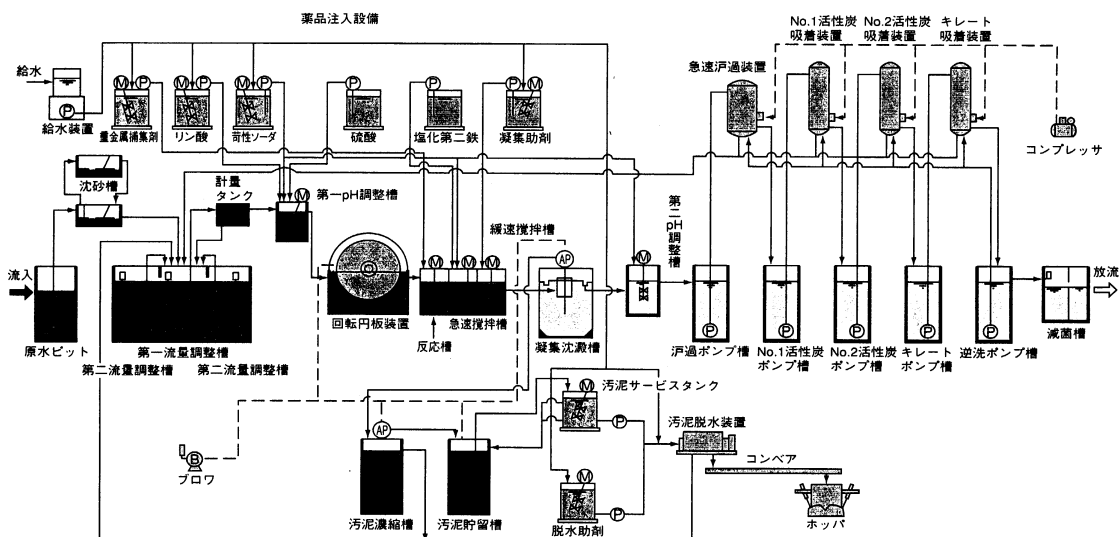 薬品注入設備
No.1活性炭
吸着装置
No.2活性炭
吸着装置
キレート
吸着装置
急速沪過装置
給水
給水装置
M
P
M
P
M
P
P
P
P
M
P
重金属捕集剤
リン酸
苛性ソーダ
硫酸
塩化第二鉄
凝集助剤
コンプレッサ
沈砂槽
計量
タンク
M
第一pH調整槽
緩速撹拌槽
第二pH調整槽
AP
M
M
M
M
流入
原水ピット
第一流量調整槽
第二流量調整槽
第二流量調整槽
回転円板装置
急速撹拌槽
反応槽
凝集沈澱槽
P
P
P
P
P
沪過ポンプ槽
No.1活性炭
ポンプ槽
No.2活性炭
ポンプ槽
キレート
ポンプ槽
逆洗ポンプ槽
放流
滅菌槽
M
汚泥サービスタンク
P
汚泥脱水装置
コンベア
ホッパ
AP
B
ブロワ
汚泥濃縮槽
汚泥貯留槽
M
P
脱水助剤